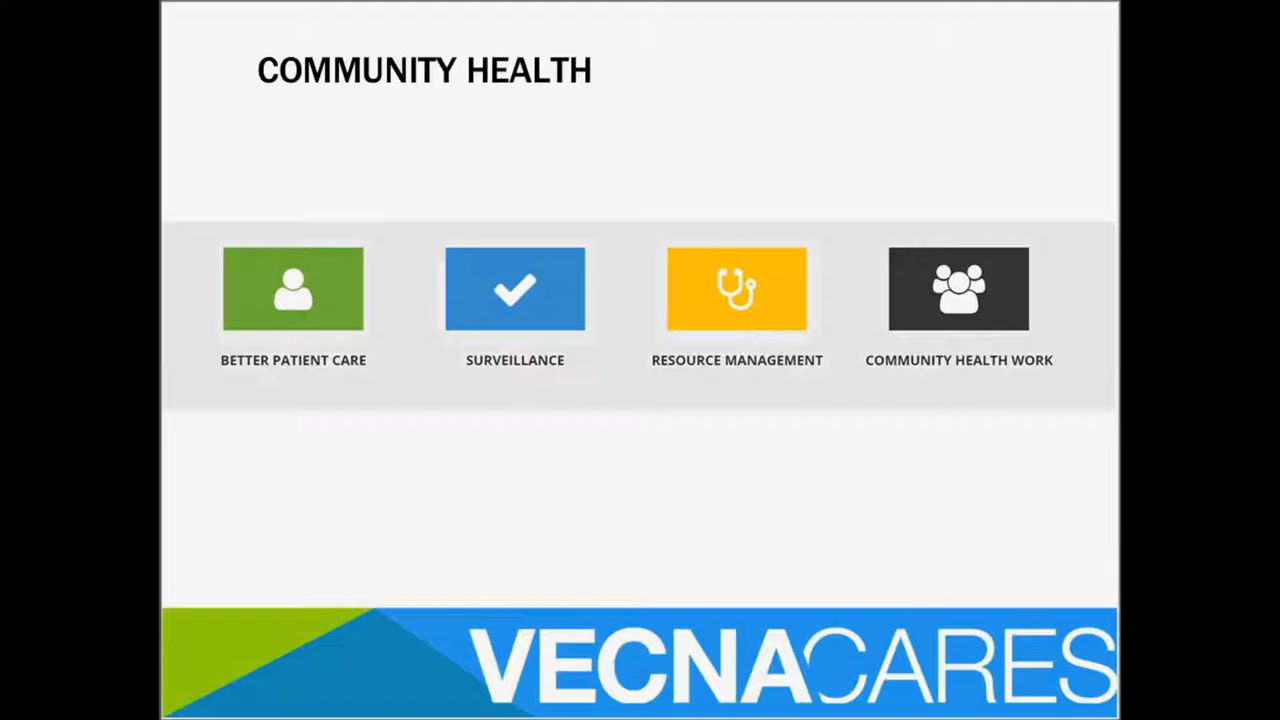 COMMUNITY HEALTH
BETTER PATIENT CARE
SURVEILLANCE
RESOURCE MANAGEMENT
COMMUNITY HEALTH WORK
VECNACARES